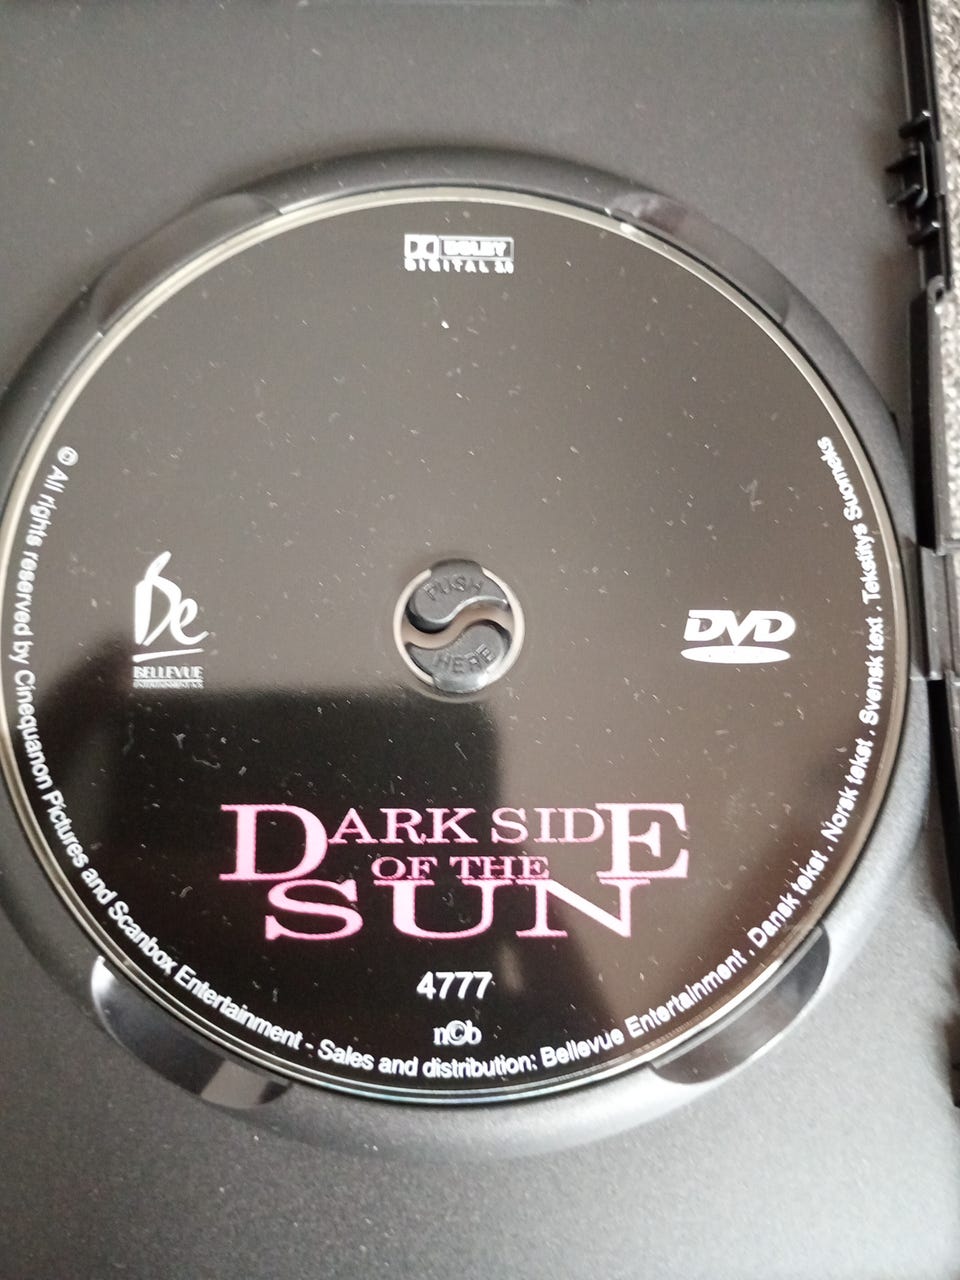 DOLBY
DIGITAL 2.0
PUSH
HERE
BELLEVUE
DVD
DARK SIDE
OF THE
SUN
4777
n©b
© All rights reserved by Cinequanon Pictures and Scanbox Entertainment - Sales and distribution: Bellevue Entertainment . Dansk tekst . Norsk tekst . Svensk text . Tekstitys Suomeks